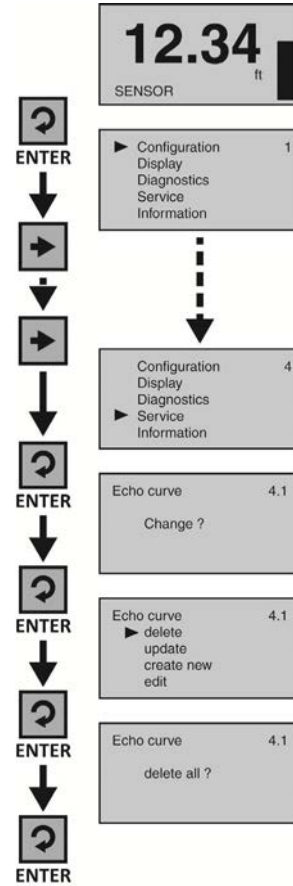 12.34
ft
SENSOR
ENTER
Configuration 1
Display
Diagnostics
Service
Information
Configuration 4
Display
Diagnostics
Service
Information
ENTER
Echo curve 4.1
Change ?
ENTER
Echo curve 4.1
delete
update
create new
edit
ENTER
Echo curve 4.1
delete all ?
ENTER